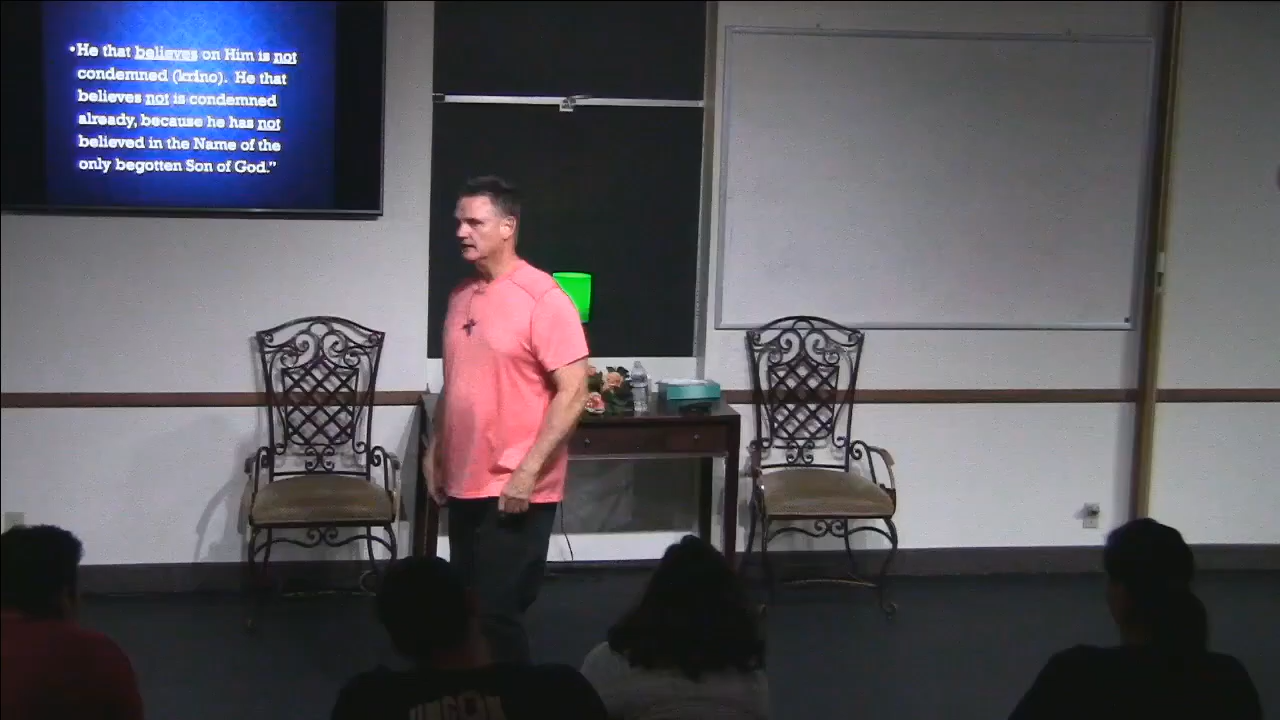 •He that believes on Him is not
condemned (krino). He that
believes not is condemned
already, because he has not
believed in the Name of the
only begotten Son of God.”